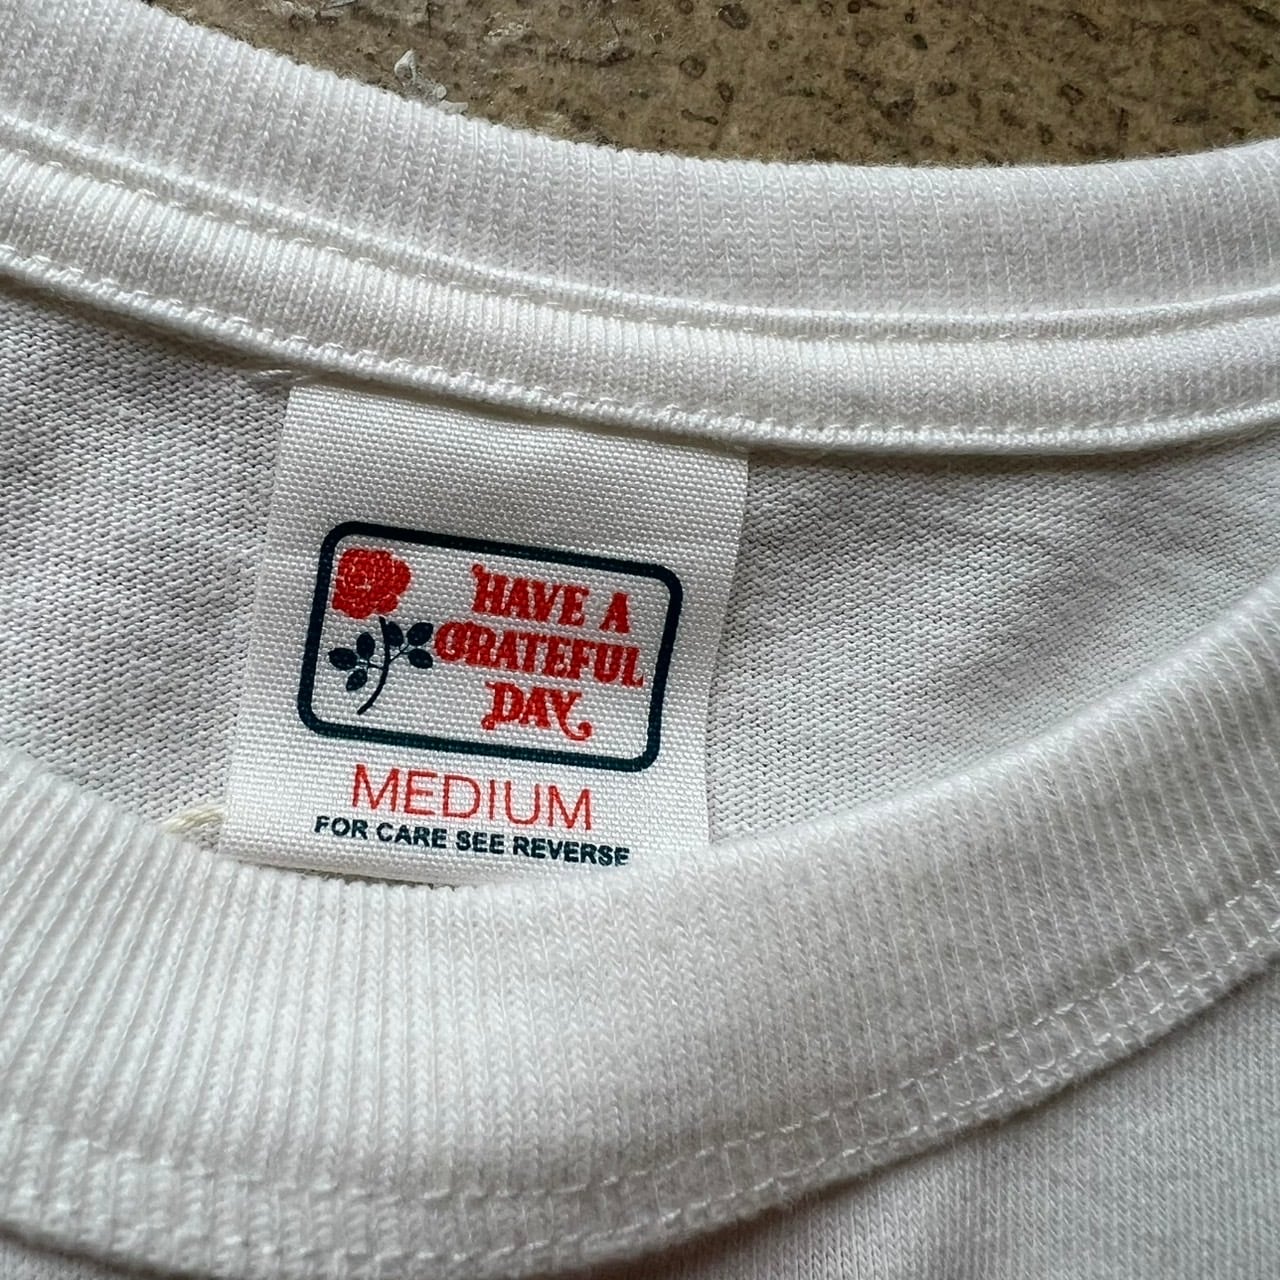 HAVE A
GRATEFUL
DAY
MEDIUM
FOR CARE SEE REVERSE